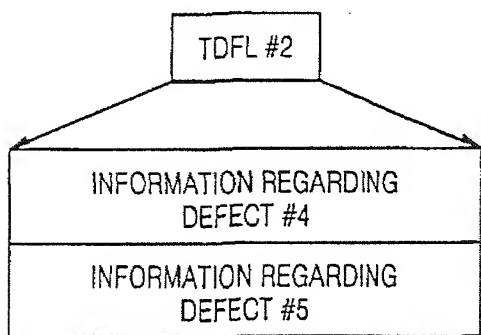 TDFL #2
INFORMATION REGARDING
DEFECT #4
INFORMATION REGARDING
DEFECT #5